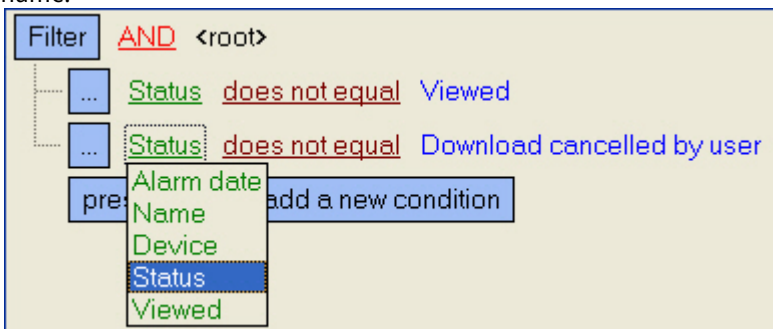 name.
Filter AND <root>
... Status does not equal Viewed
... Status does not equal Download cancelled by user
Alarm date
pre add a new condition
Name
Device
Status
Viewed